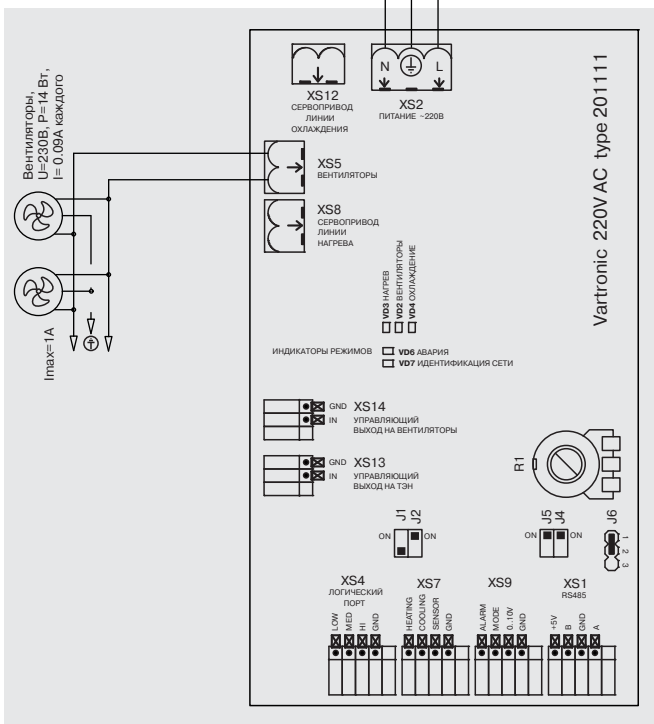 N
L
XS12
СЕРВОПРИВОД
ЛИНИИ
ОХЛАЖДЕНИЯ
XS2
ПИТАНИЕ ~220В
Вентиляторы,
U=230В, P=14 Вт,
I= 0.09А каждого
XS5
ВЕНТИЛЯТОРЫ
XS8
СЕРВОПРИВОД
ЛИНИИ
НАГРЕВА
Vartronic 220V AC type 201111
VD3 НАГРЕВ
VD2 ВЕНТИЛЯТОРЫ
VD4 ОХЛАЖДЕНИЕ
Imax=1A
ИНДИКАТОРЫ РЕЖИМОВ
VD6 АВАРИЯ
VD7 ИДЕНТИФИКАЦИЯ СЕТИ
GND
IN
XS14
УПРАВЛЯЮЩИЙ
ВЫХОД НА ВЕНТИЛЯТОРЫ
GND
IN
XS13
УПРАВЛЯЮЩИЙ
ВЫХОД НА ТЭН
R1
J1
J2
ON
ON
J5
J4
ON
ON
J6
1
2
3
XS4
ЛОГИЧЕСКИЙ
ПОРТ
LOW
MED
HI
GND
XS7
HEATING
COOLING
SENSOR
GND
XS9
ALARM
MODE
0..10V
GND
XS1
RS485
+5V
B
GND
A